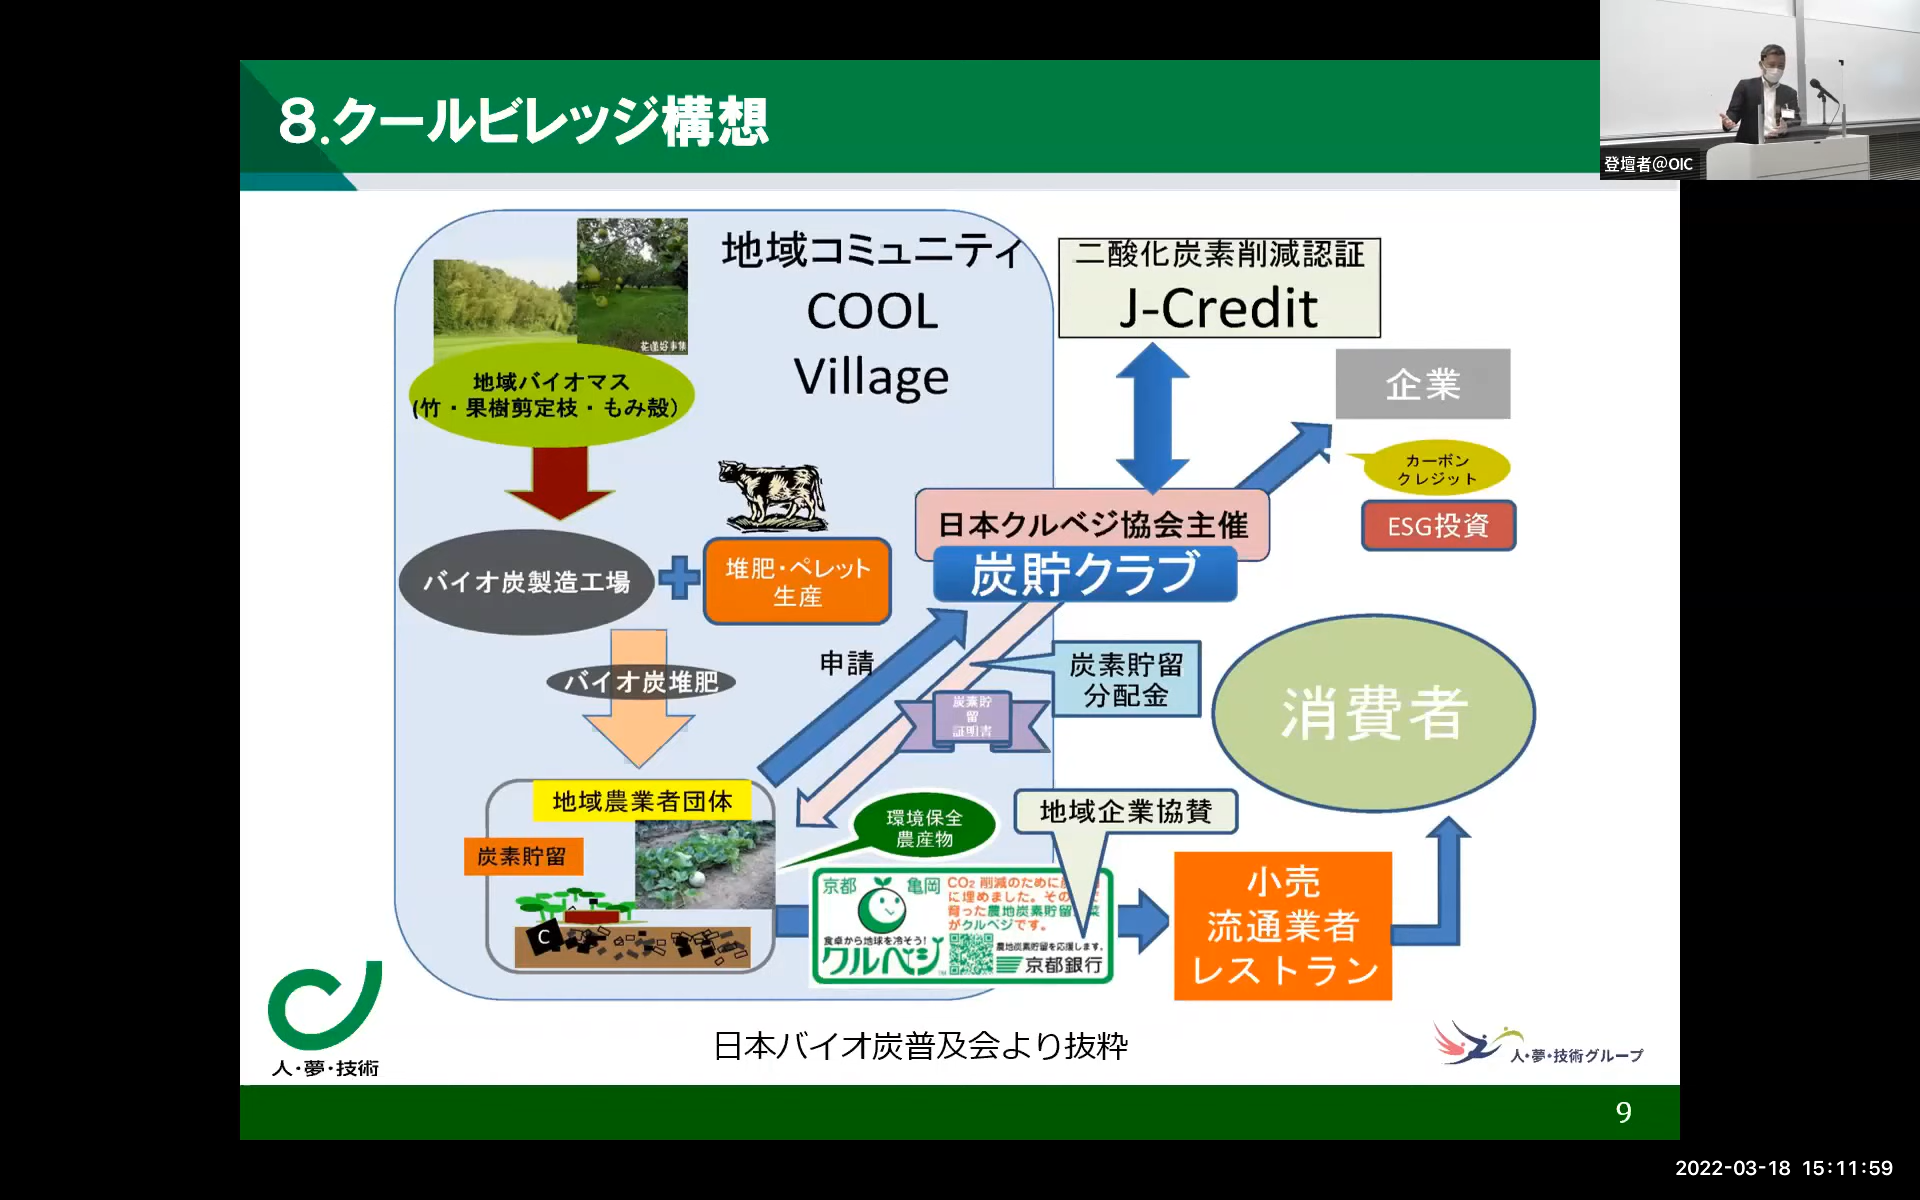 8.クールビレッジ構想
登壇者@OIC
地域コミュニティ
COOL
Village
花蓮好事集
地域バイオマス
(竹・果樹剪定枝・もみ殻)
バイオ炭製造工場
堆肥・ペレット
生産
バイオ炭堆肥
地域農業者団体
炭素貯留
C
二酸化炭素削減認証
J-Credit
企業
カーボン
クレジット
ESG投資
日本クルベジ協会主催
炭貯クラブ
申請
炭素貯留
分配金
炭素貯
留
証明書
消費者
環境保全
農産物
地域企業協賛
京都 亀岡
CO₂ 削減のために
に埋めました。その
育った農地炭素貯留 菜
がクルベジです。
食卓から地球を冷そう!
クルベジ™
農地炭素貯留を応援します。
京都銀行
小売
流通業者
レストラン
人・夢・技術
日本バイオ炭普及会より抜粋
人・夢・技術グループ
9
2022-03-18 15:11:59